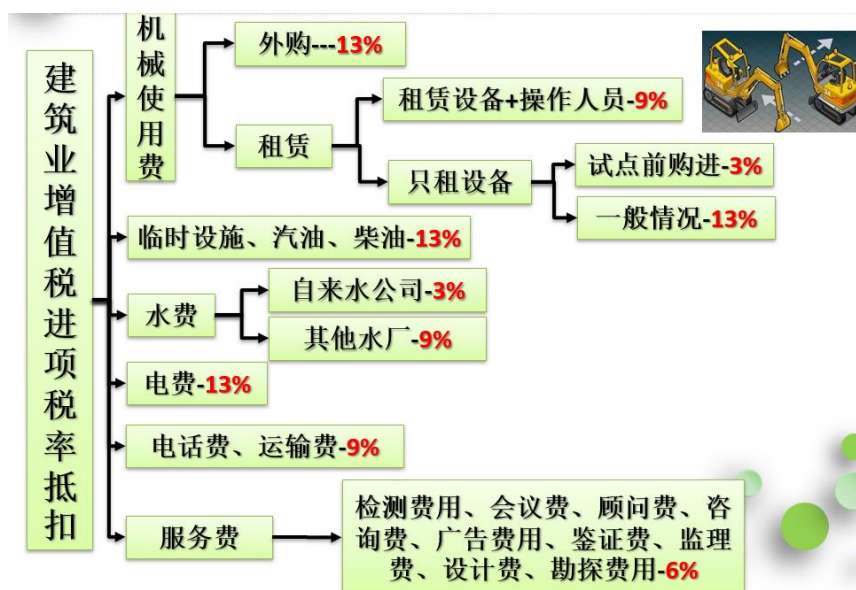 建筑业增值税进项税率抵扣
机械使用费
外购---13%
租赁
租赁设备+操作人员-9%
只租设备
试点前购进-3%
一般情况-13%
临时设施、汽油、柴油-13%
水费
自来水公司-3%
其他水厂-9%
电费-13%
电话费、运输费-9%
服务费
检测费用、会议费、顾问费、咨
询费、广告费用、鉴证费、监理
费、设计费、勘探费用-6%